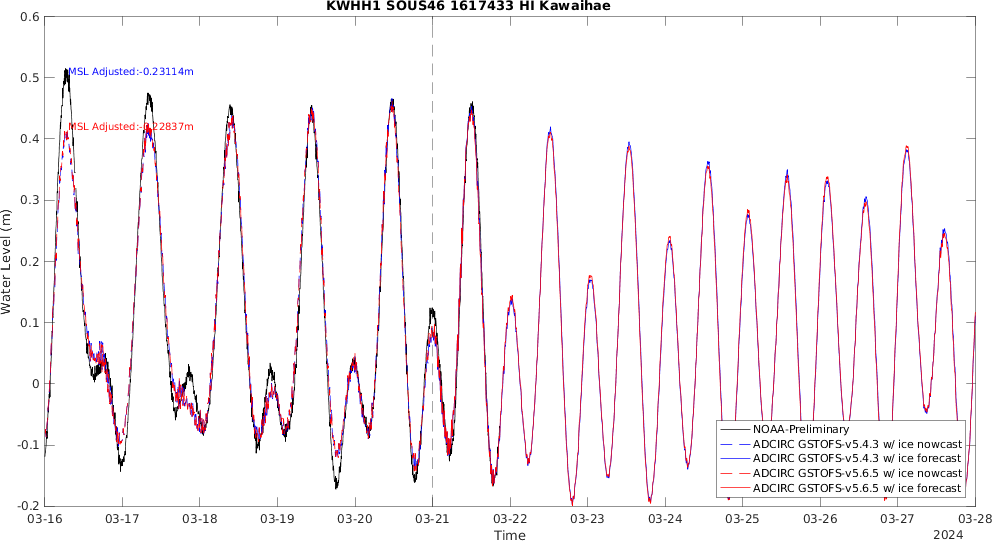 KWHH1 SOUS46 1617433 HI Kawaihae
0.6
0.5
0.4
0.3
0.2
0.1
0
-0.1
-0.2
Water Level (m)
MSL Adjusted:-0.23114m
MSL Adjusted:-0.22837m
NOAA-Preliminary
ADCIRC GSTOFS-v5.4.3 w/ ice nowcast
ADCIRC GSTOFS-v5.4.3 w/ ice forecast
ADCIRC GSTOFS-v5.6.5 w/ ice nowcast
ADCIRC GSTOFS-v5.6.5 w/ ice forecast
03-16 03-17 03-18 03-19 03-20 03-21 03-22 03-23 03-24 03-25 03-26 03-27 03-28
Time
2024